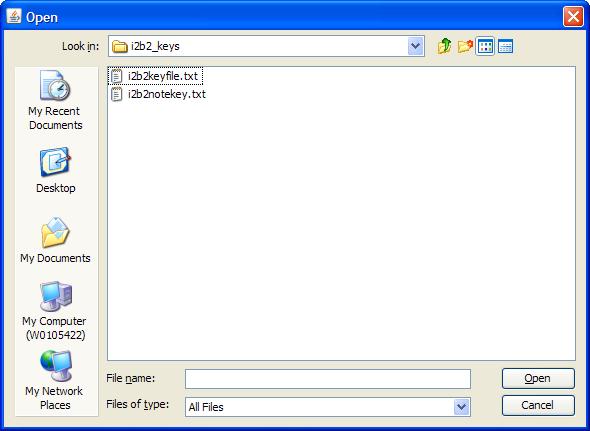 Open
Look in: i2b2_keys
My Recent
Documents
Desktop
My Documents
My Computer
(W0105422)
My Network
Places
i2b2keyfile.txt
i2b2notekey.txt
File name:
Open
Files of type: All Files
Cancel